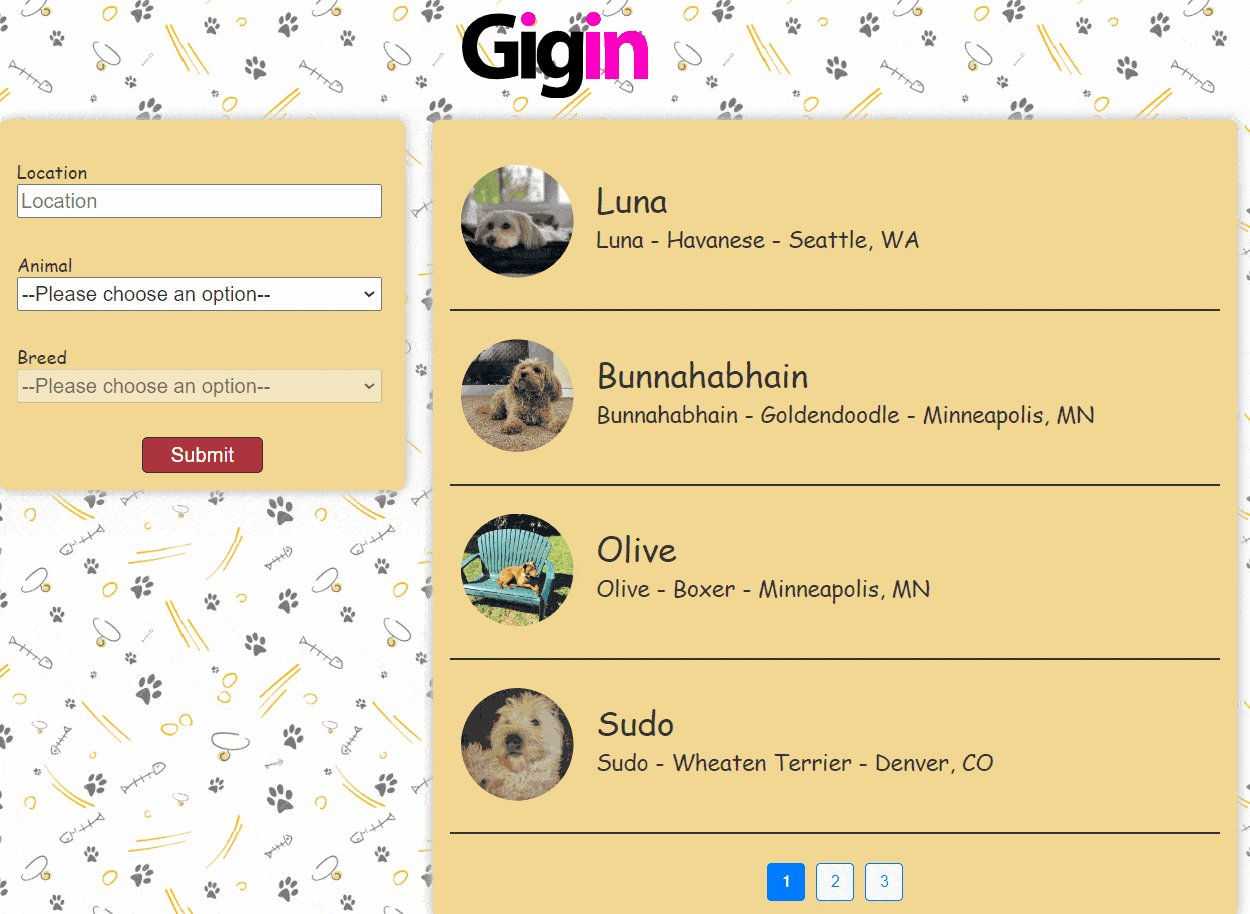 Gigin
Location
Location
Animal
--Please choose an option--
Breed
--Please choose an option--
Submit
Luna
Luna - Havanese - Seattle, WA
Bunnahabhain
Bunnahabhain - Goldendoodle - Minneapolis, MN
Olive
Olive - Boxer - Minneapolis, MN
Sudo
Sudo - Wheaten Terrier - Denver, CO
1 2 3